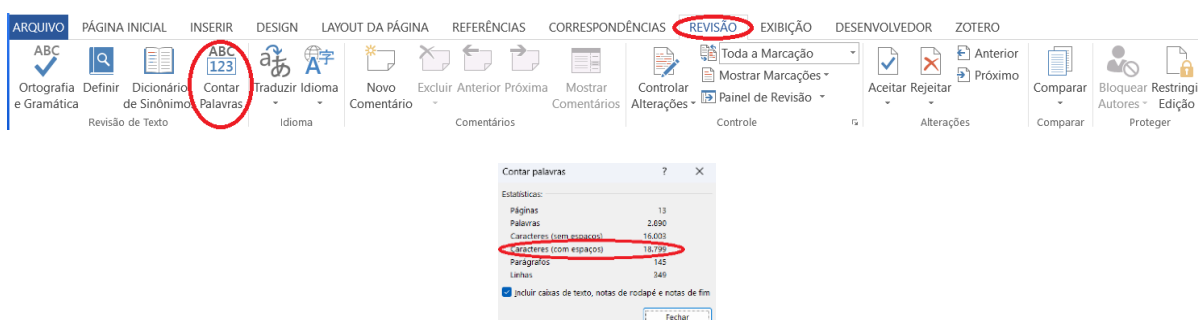 ARQUIVO PÁGINA INICIAL INSERIR DESIGN LAYOUT DA PÁGINA REFERÊNCIAS CORRESPONDÊNCIAS REVISÃO EXIBIÇÃO DESENVOLVEDOR ZOTERO
ABC
Ortografia e Gramática
Definir
Dicionário de Sinônimo
ABC
123
Contar Palavras
Revisão de Texto
Traduzir
Idioma
Idioma
Novo Comentário
Excluir
Anterior
Próxima
Mostrar Comentários
Comentários
Controlar Alterações
Toda a Marcação
Mostrar Marcações
Painel de Revisão
Controle
Aceitar
Rejeitar
Anterior
Próximo
Alterações
Comparar
Comparar
Bloquear Autores
Restringi Edição
Proteger
Contar palavras ? X
Estatísticas:
Páginas 13
Palavras 2.890
Caracteres (sem espaços) 16.003
Caracteres (com espaços) 18.799
Parágrafos 145
Linhas 349
Incluir caixas de texto, notas de rodapé e notas de fim
Fechar